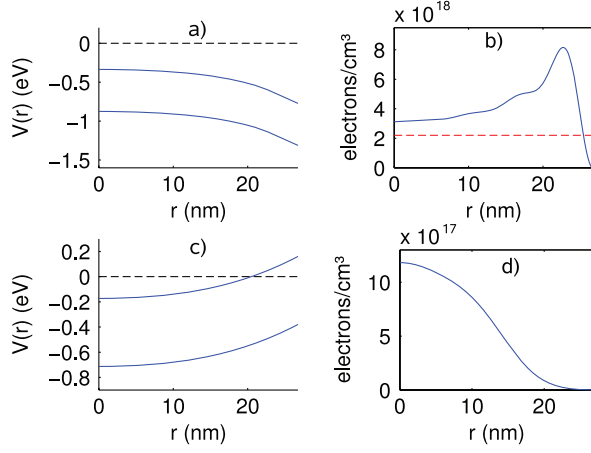 a)
V(r) (eV)
0
−0.5
−1
−1.5
0 10 20
r (nm)
x 10^18
b)
electrons/cm³
8
6
4
2
0
0 10 20
r (nm)
c)
V(r) (eV)
0.2
0
−0.2
−0.4
−0.6
−0.8
0 10 20
r (nm)
x 10^17
d)
electrons/cm³
10
5
0
0 10 20
r (nm)